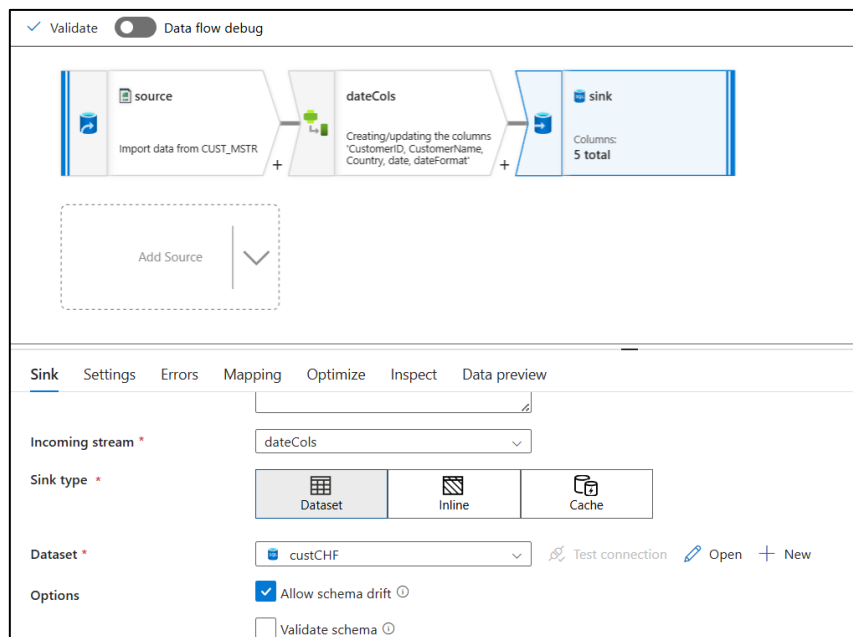 Validate Data flow debug
source
Import data from CUST_MSTR
+
dateCols
Creating/updating the columns
'CustomerID, CustomerName,
Country, date, dateFormat'
+
sink
Columns:
5 total
Add Source
Sink Settings Errors Mapping Optimize Inspect Data preview
Incoming stream * dateCols
Sink type * Dataset Inline Cache
Dataset * custCHF Test connection Open + New
Options Allow schema drift
Validate schema